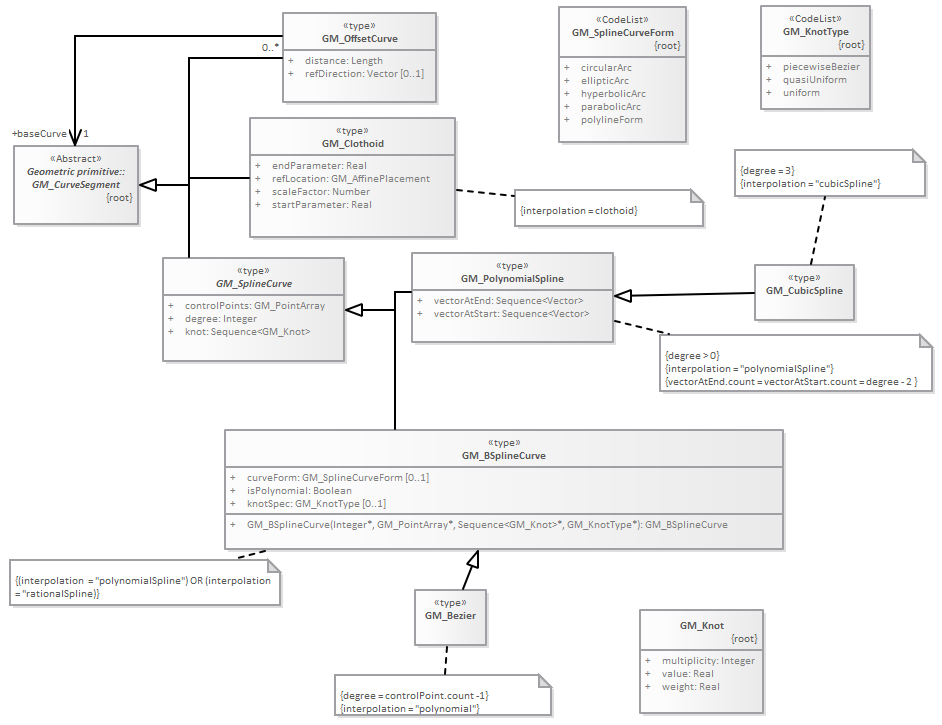 «type»
GM_OffsetCurve
+ distance: Length
+ refDirection: Vector [0..1]
0..*
+baseCurve
1
«CodeList»
GM_SplineCurveForm
{root}
+ circularArc
+ ellipticArc
+ hyperbolicArc
+ parabolicArc
+ polylineForm
«CodeList»
GM_KnotType
{root}
+ piecewiseBezier
+ quasiUniform
+ uniform
«Abstract»
Geometric primitive::
GM_CurveSegment
{root}
«type»
GM_Clothoid
+ endParameter: Real
+ refLocation: GM_AffinePlacement
+ scaleFactor: Number
+ startParameter: Real
{interpolation = clothoid}
{degree = 3}
{interpolation = "cubicSpline"}
«type»
GM_SplineCurve
+ controlPoints: GM_PointArray
+ degree: Integer
+ knot: Sequence<GM_Knot>
«type»
GM_PolynomialSpline
+ vectorAtEnd: Sequence<Vector>
+ vectorAtStart: Sequence<Vector>
«type»
GM_CubicSpline
{degree > 0}
{interpolation = "polynomialSpline"}
{vectorAtEnd.count = vectorAtStart.count = degree - 2 }
«type»
GM_BSplineCurve
+ curveForm: GM_SplineCurveForm [0..1]
+ isPolynomial: Boolean
+ knotSpec: GM_KnotType [0..1]
+ GM_BSplineCurve(Integer*, GM_PointArray*, Sequence<GM_Knot>*, GM_KnotType*): GM_BSplineCurve
{(interpolation = "polynomialSpline") OR (interpolation
= "rationalSpline)}
«type»
GM_Bezier
{degree = controlPoint.count -1}
{interpolation = "polynomial"}
GM_Knot
{root}
+ multiplicity: Integer
+ value: Real
+ weight: Real